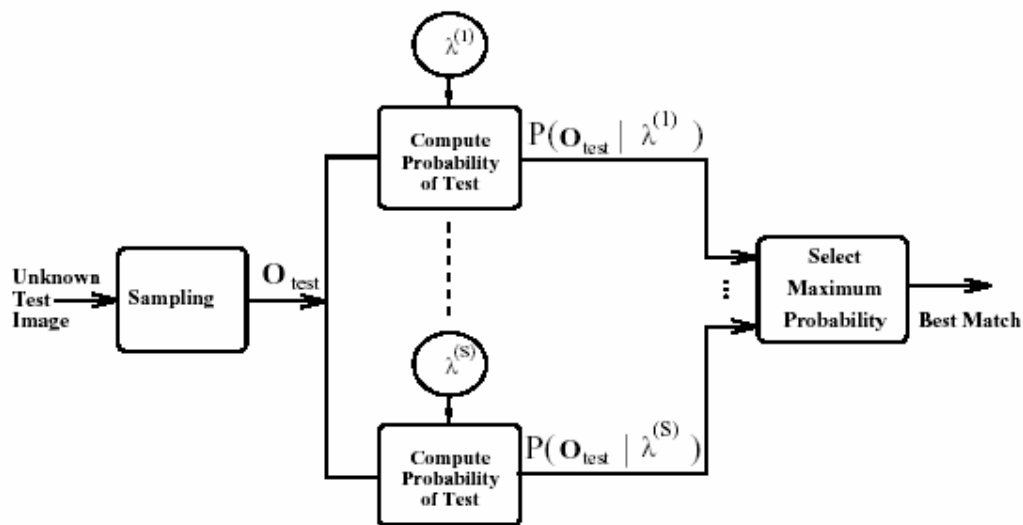 λ(1)
Compute
Probability
of Test
P(Otest | λ(1) )
Unknown
Test
Image
Sampling
Otest
Select
Maximum
Probability
Best Match
λ(S)
Compute
Probability
of Test
P(Otest | λ(S) )